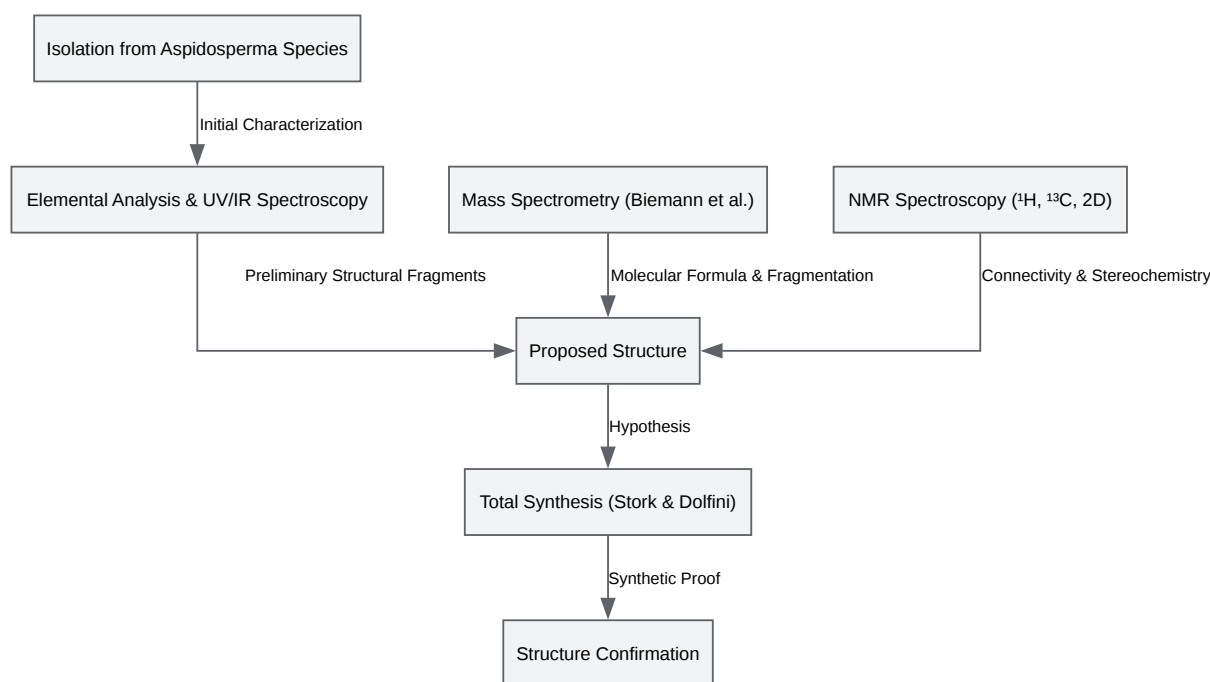 Isolation from Aspidosperma Species
Initial Characterization
Elemental Analysis & UV/IR Spectroscopy
Mass Spectrometry (Biemann et al.)
NMR Spectroscopy (¹H, ¹³C, 2D)
Preliminary Structural Fragments
Molecular Formula & Fragmentation
Connectivity & Stereochemistry
Proposed Structure
Hypothesis
Total Synthesis (Stork & Dolfini)
Synthetic Proof
Structure Confirmation